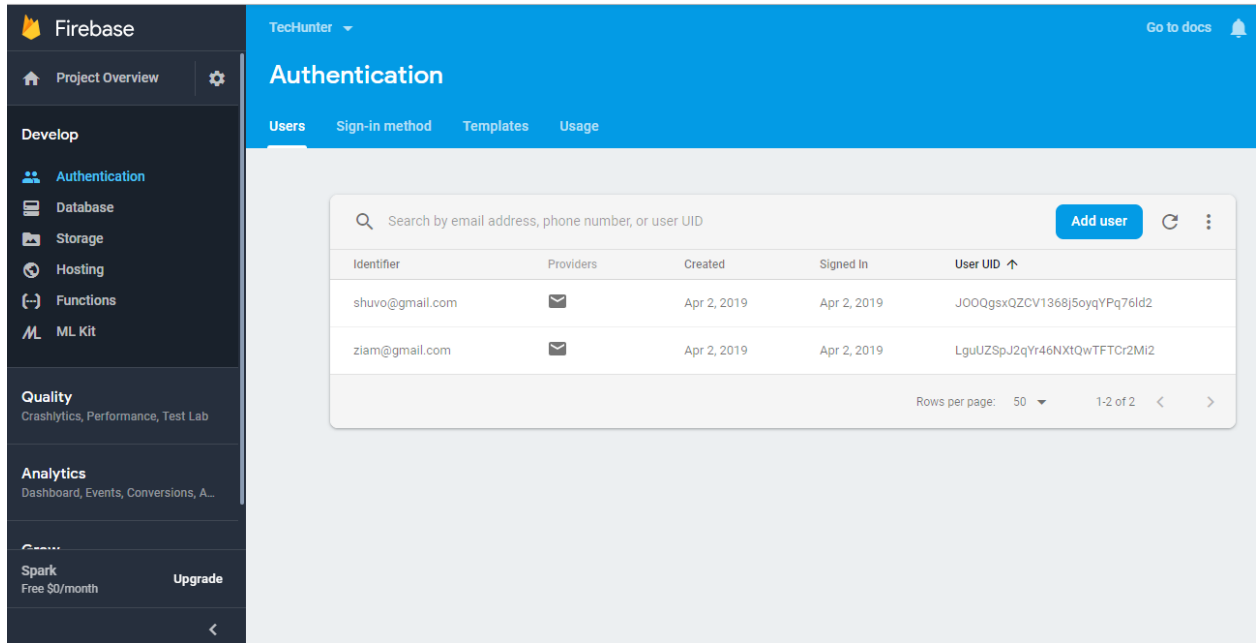 Firebase
TecHunter
Go to docs
Project Overview
Authentication
Users Sign-in method Templates Usage
Develop
Authentication
Database
Storage
Hosting
Functions
ML Kit
Quality
Crashlytics, Performance, Test Lab
Analytics
Dashboard, Events, Conversions, A...
Grow
Spark
Free $0/month
Upgrade
Search by email address, phone number, or user UID
Add user
Identifier Providers Created Signed In User UID
shuvo@gmail.com Apr 2, 2019 Apr 2, 2019 JOOQgsxQZCV1368j5oyqYPq76ld2
ziam@gmail.com Apr 2, 2019 Apr 2, 2019 LguUZSpJ2qYr46NXtQwTFTCr2Mi2
Rows per page: 50 1-2 of 2